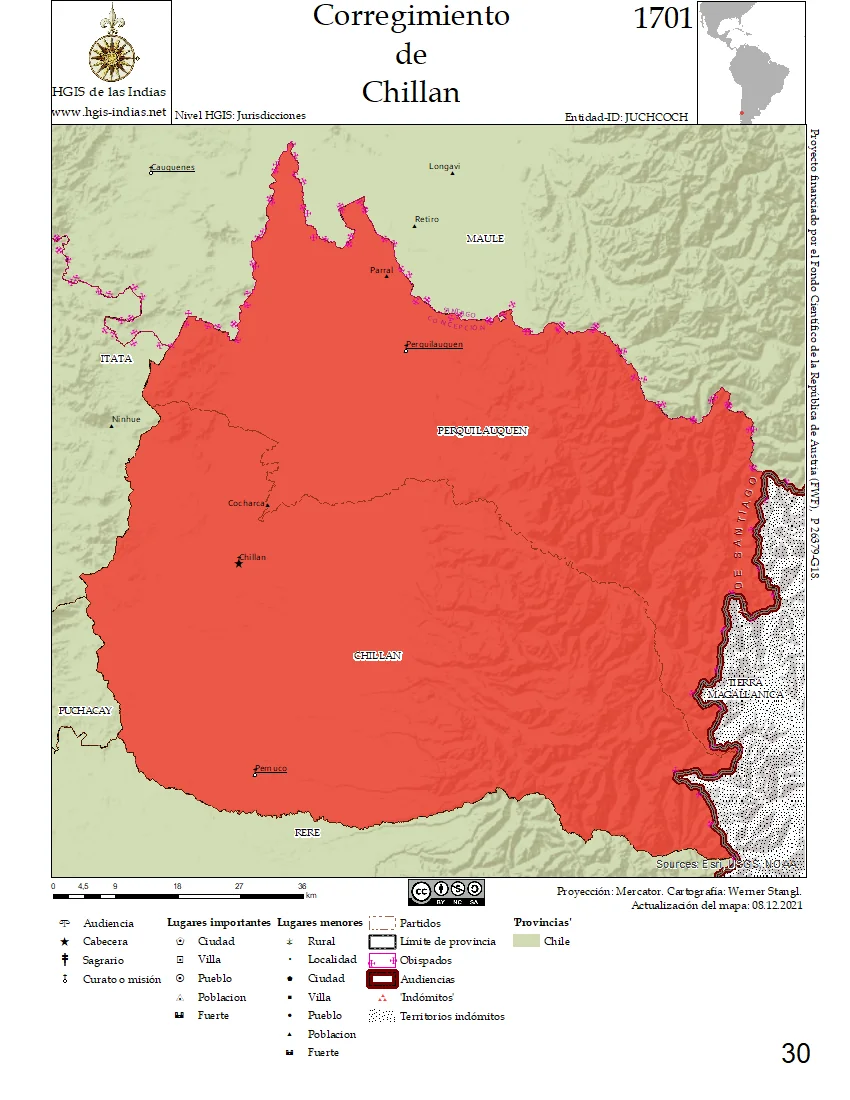 Corregimiento
de
Chillan
1701
HGIS de las Indias
www.hgis-indias.net
Nivel HGIS: Jurisdicciones
Entidad-ID: JUCHCOCH
Cauquenes
Longavi
Retiro
MAULE
Parral
SANTIAGO
CONCEPCION
Perquilauquen
ITATA
Ninhue
PERQUILAUQUEN
Cocharca
DE SANTIAGO
Chillan
CHILLAN
TIERRA
MAGALLANICA
PUCHACAY
Pemuco
RERE
Sources: Esri, USGS, NOAA
Proyecto financiado por el Fondo Científico de la República de Austria (FWF), P 26379-G18.
0 4,5 9 18 27 36
km
CC BY NC SA
Proyección: Mercator. Cartografía: Werner Stangl.
Actualización del mapa: 08.12.2021
Audiencia
Cabecera
Sagrario
Curato o misión
Lugares importantes
Ciudad
Villa
Pueblo
Poblacion
Fuerte
Lugares menores
Rural
Localidad
Ciudad
Villa
Pueblo
Poblacion
Fuerte
Partidos
Límite de provincia
Obispados
Audiencias
'Indómitos'
Territorios indómitos
'Provincias'
Chile
30